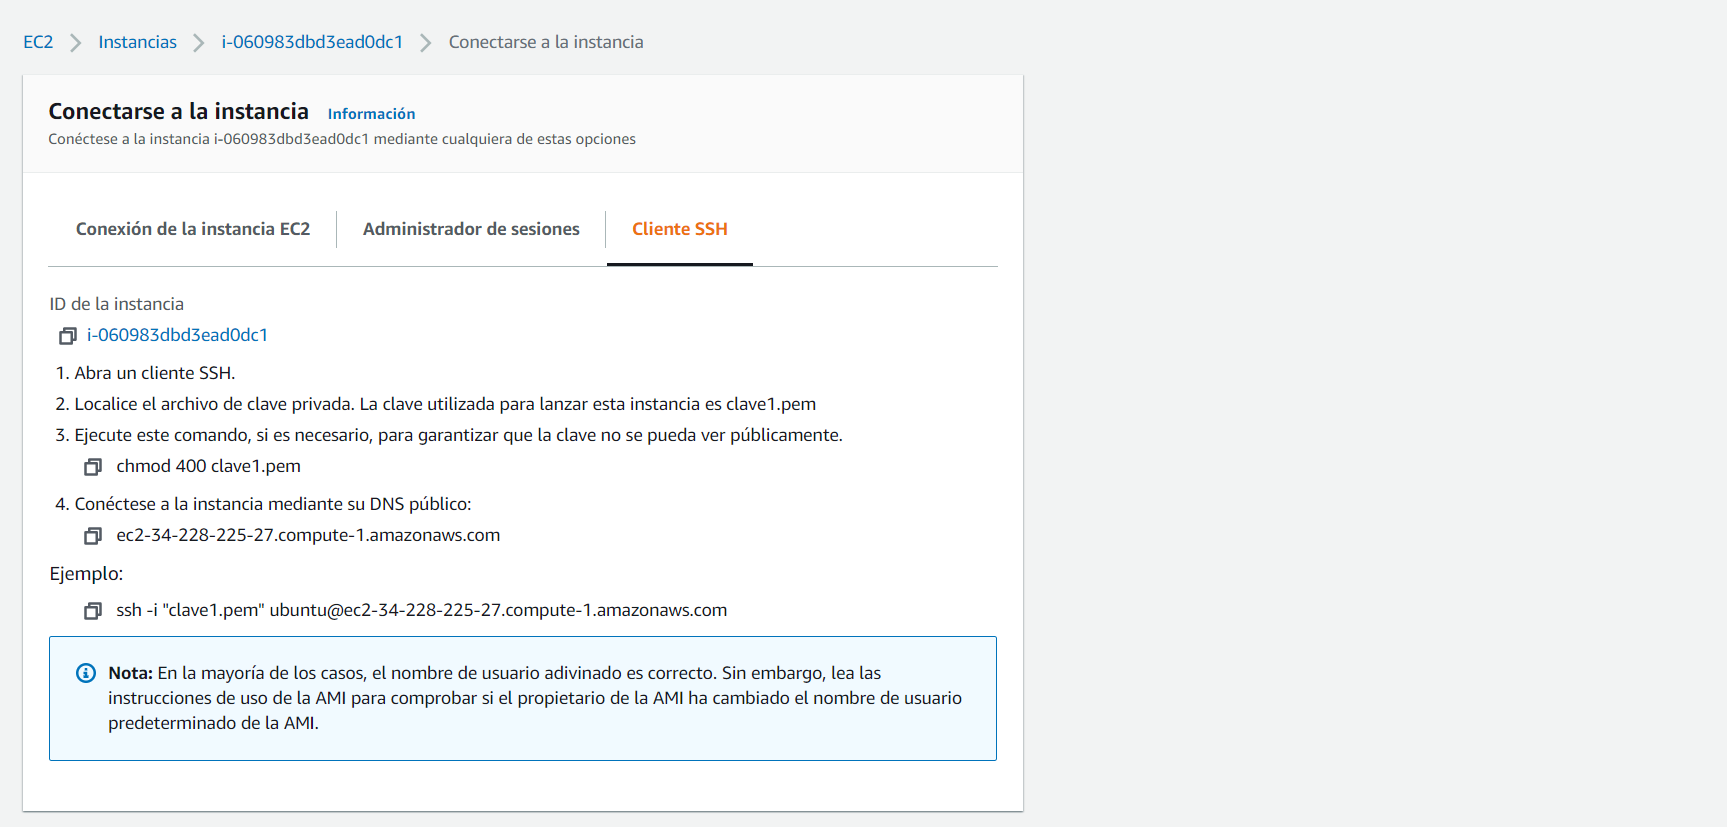 EC2 Instancias i-060983dbd3ead0dc1 Conectarse a la instancia
Conectarse a la instancia Información
Conéctese a la instancia i-060983dbd3ead0dc1 mediante cualquiera de estas opciones
Conexión de la instancia EC2 Administrador de sesiones Cliente SSH
ID de la instancia
i-060983dbd3ead0dc1
1. Abra un cliente SSH.
2. Localice el archivo de clave privada. La clave utilizada para lanzar esta instancia es clave1.pem
3. Ejecute este comando, si es necesario, para garantizar que la clave no se pueda ver públicamente.
chmod 400 clave1.pem
4. Conéctese a la instancia mediante su DNS público:
ec2-34-228-225-27.compute-1.amazonaws.com
Ejemplo:
ssh -i "clave1.pem" ubuntu@ec2-34-228-225-27.compute-1.amazonaws.com
Nota: En la mayoría de los casos, el nombre de usuario adivinado es correcto. Sin embargo, lea las
instrucciones de uso de la AMI para comprobar si el propietario de la AMI ha cambiado el nombre de usuario
predeterminado de la AMI.